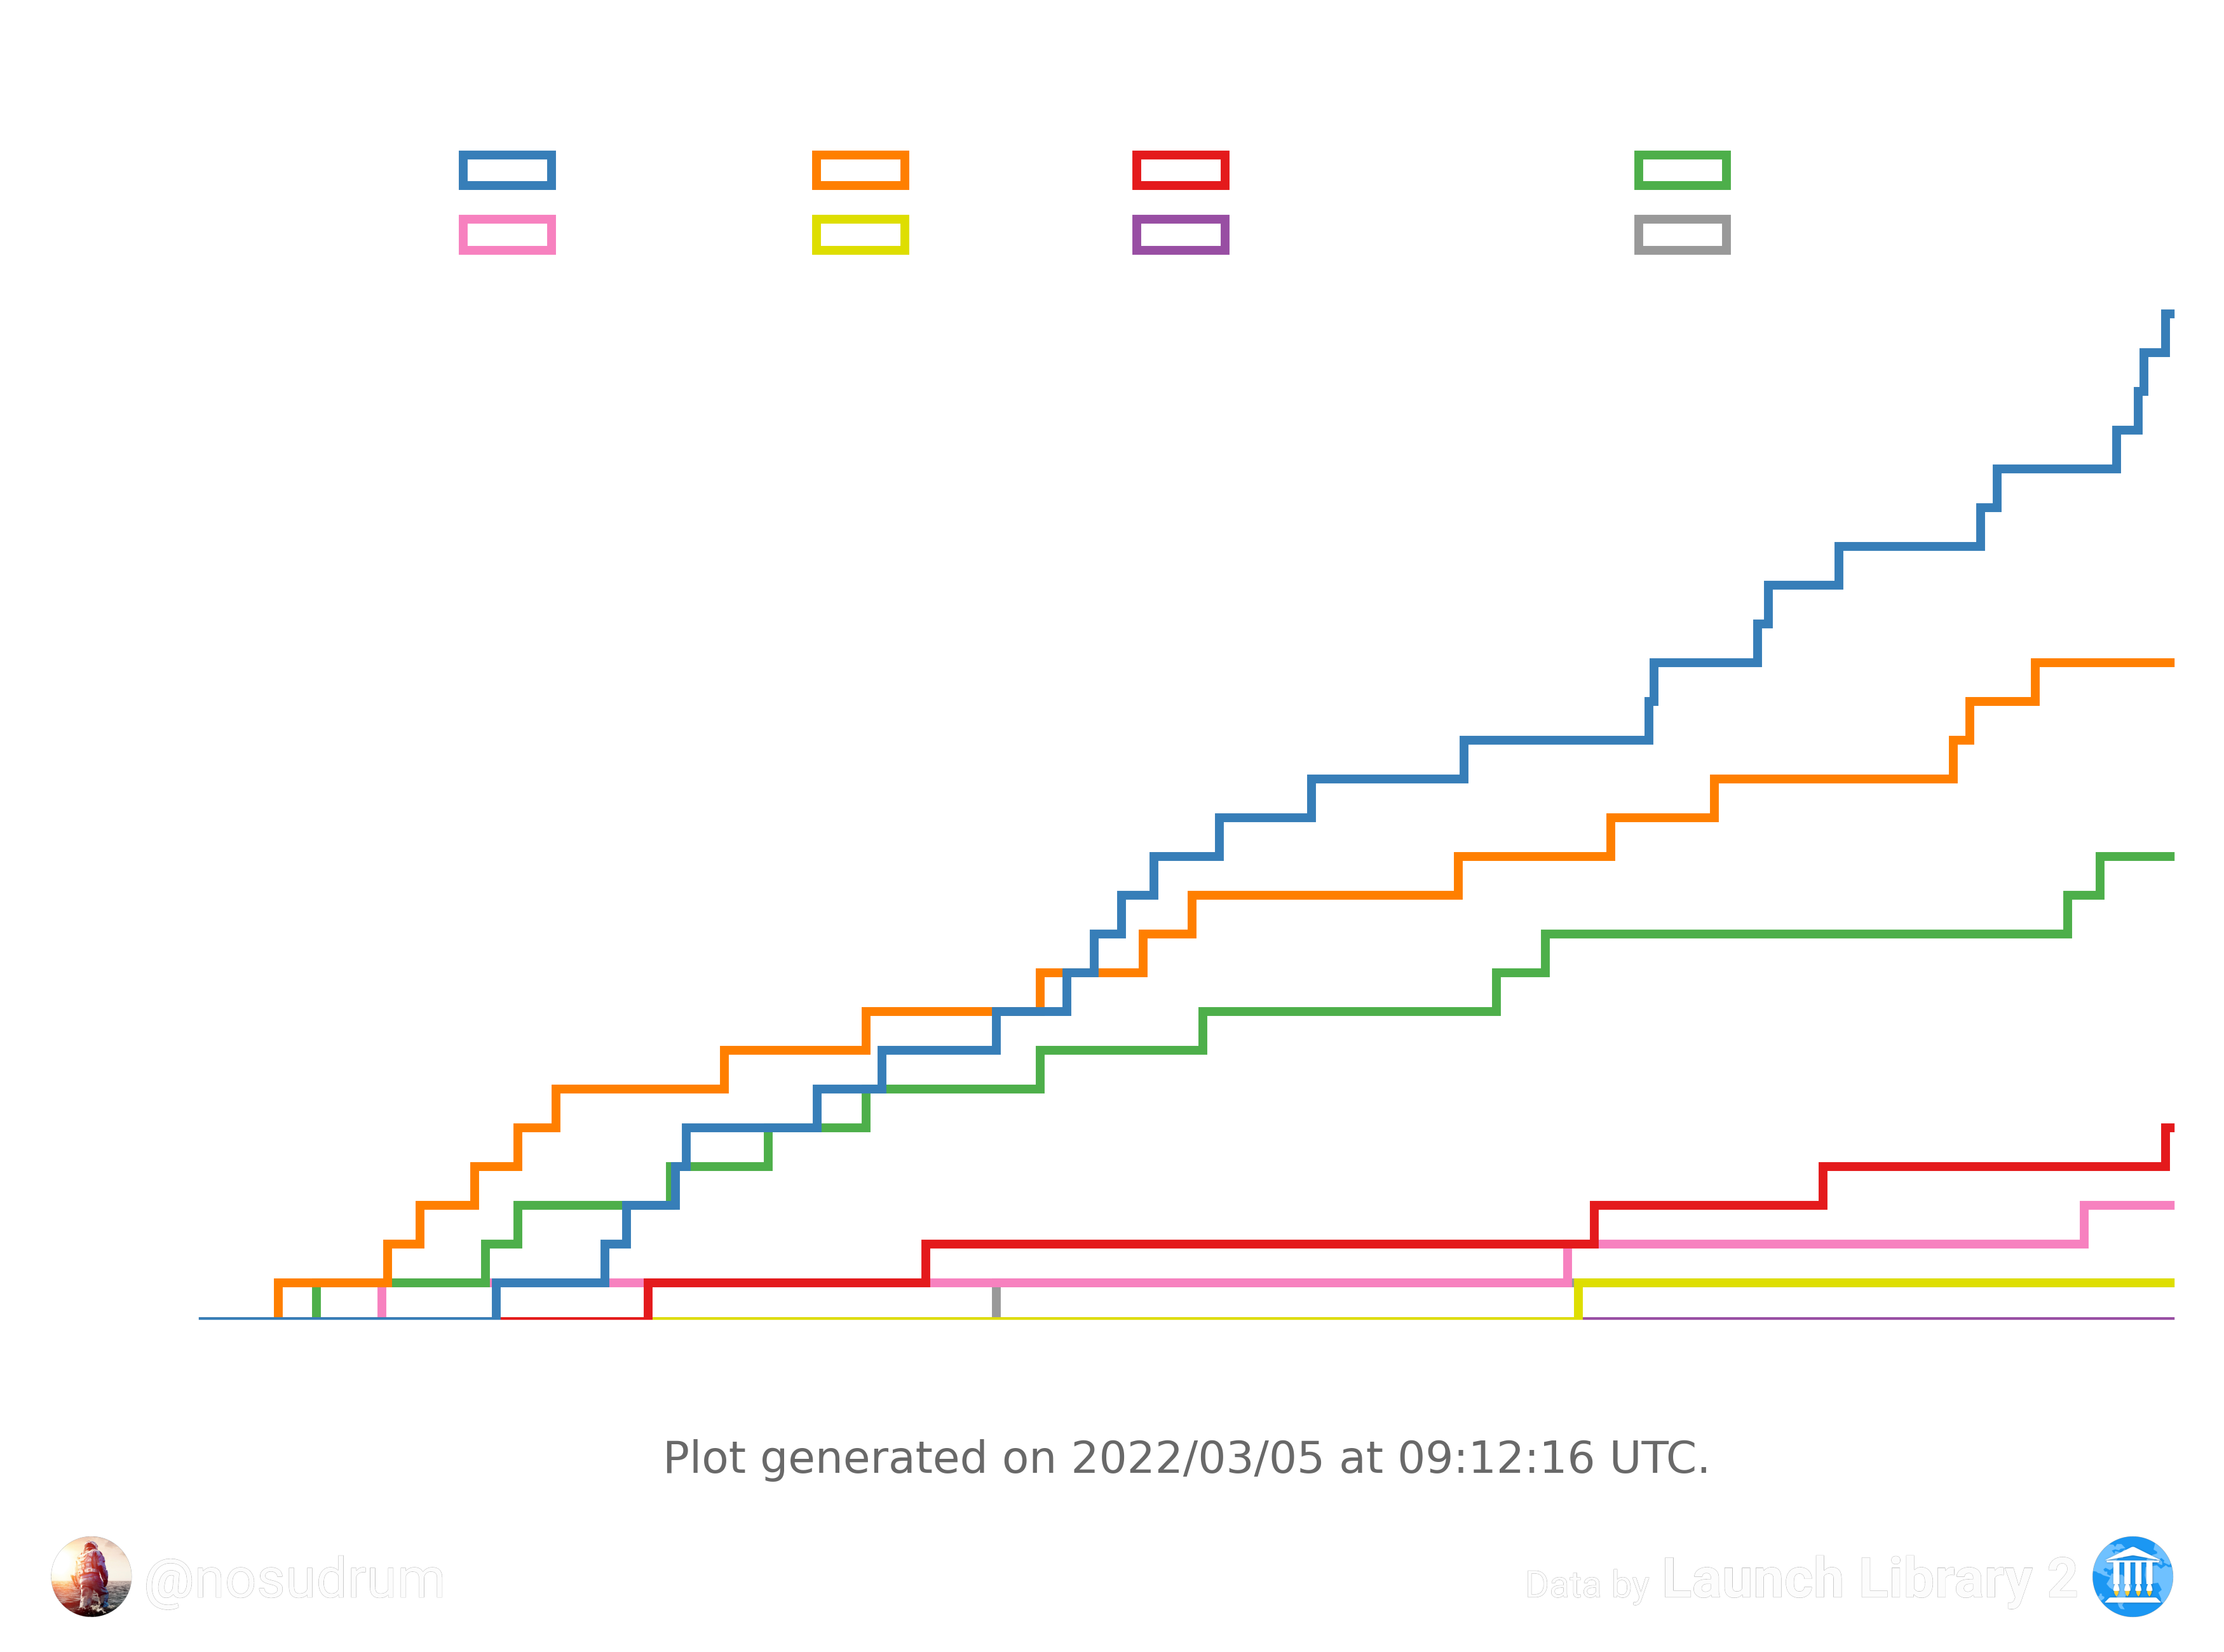 Plot generated on 2022/03/05 at 09:12:16 UTC.
@nosudrum
Data by Launch Library 2